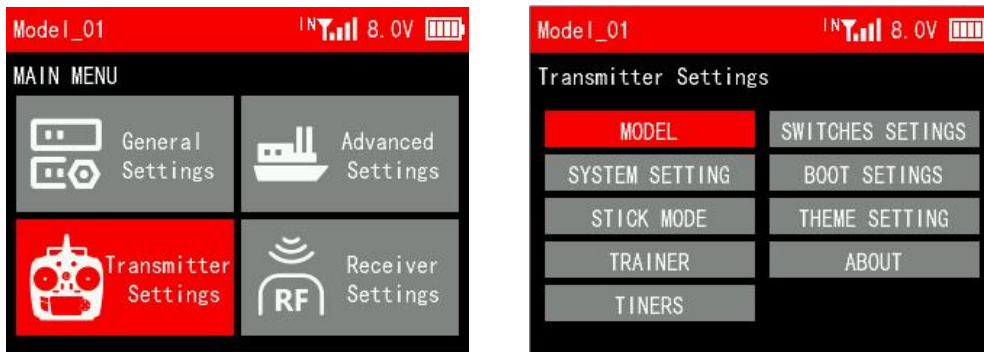 Model_01 IN 8.0V
MAIN MENU
General
Settings
Advanced
Settings
Transmitter
Settings
RF
Receiver
Settings
Model_01 IN 8.0V
Transmitter Settings
MODEL SWITCHES SETINGS
SYSTEM SETTING BOOT SETINGS
STICK MODE THEME SETTING
TRAINER ABOUT
TINERS